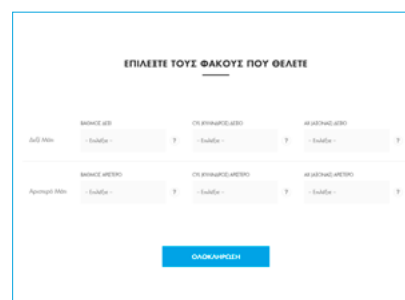 ΕΠΙΛΕΞΤΕ ΤΟΥΣ ΦΑΚΟΥΣ ΠΟΥ ΘΕΛΕΤΕ
ΒΑΘΜΟΣ ΔΕΞΙ CYL (ΚΥΛΙΝΔΡΟΣ) ΔΕΞΙΟ AX (ΑΞΟΝΑΣ) ΔΕΞΙΟ
Δεξί Μάτι - Επιλέξτε - ? - Επιλέξτε - ? - Επιλέξτε - ?
ΒΑΘΜΟΣ ΑΡΙΣΤΕΡΟ CYL (ΚΥΛΙΝΔΡΟΣ) ΑΡΙΣΤΕΡΟ AX (ΑΞΟΝΑΣ) ΑΡΙΣΤΕΡΟ
Αριστερό Μάτι - Επιλέξτε - ? - Επιλέξτε - ? - Επιλέξτε - ?
ΟΛΟΚΛΗΡΩΣΗ